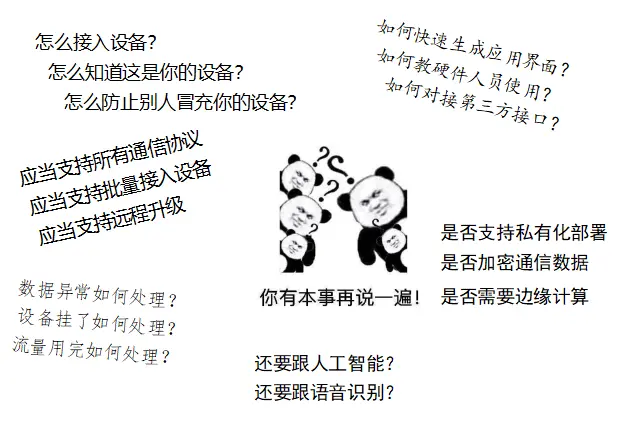 怎么接入设备？
怎么知道这是你的设备？
怎么防止别人冒充你的设备？
如何快速生成应用界面？
如何教硬件人员使用？
如何对接第三方接口？
应当支持所有通信协议
应当支持批量接入设备
应当支持远程升级
? ? ? ?
是否支持私有化部署
是否加密通信数据
是否需要边缘计算
你有本事再说一遍！
数据异常如何处理？
设备挂了如何处理？
流量用完如何处理？
还要跟人工智能？
还要跟语音识别？